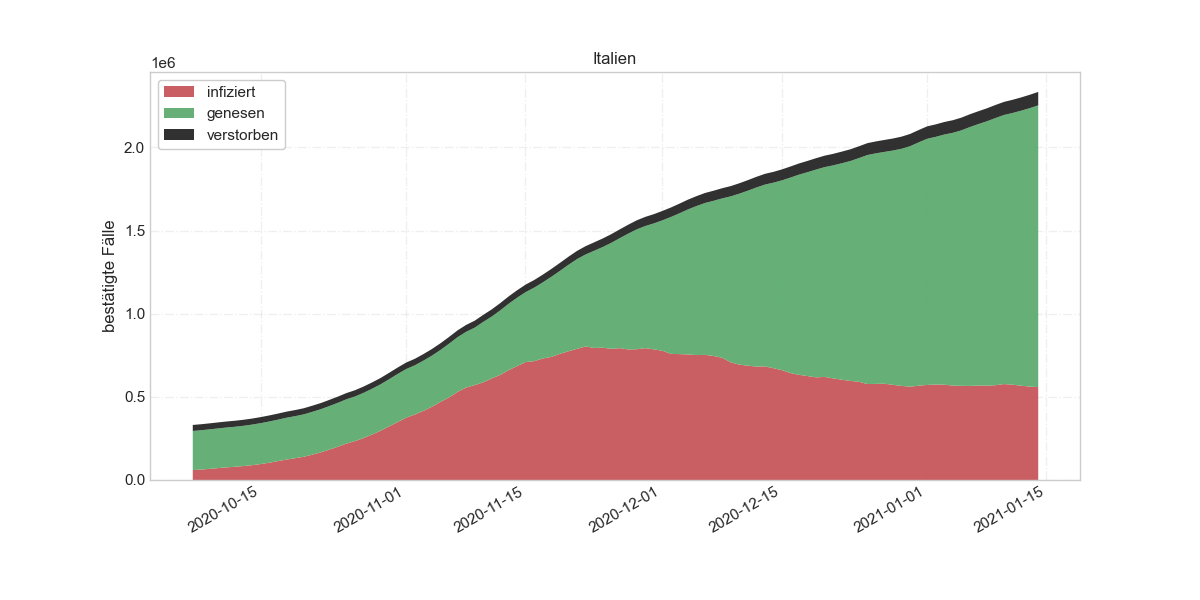 Italien
1e6
infiziert
genesen
verstorben
bestätigte Fälle
2.0
1.5
1.0
0.5
0.0
2020-10-15
2020-11-01
2020-11-15
2020-12-01
2020-12-15
2021-01-01
2021-01-15